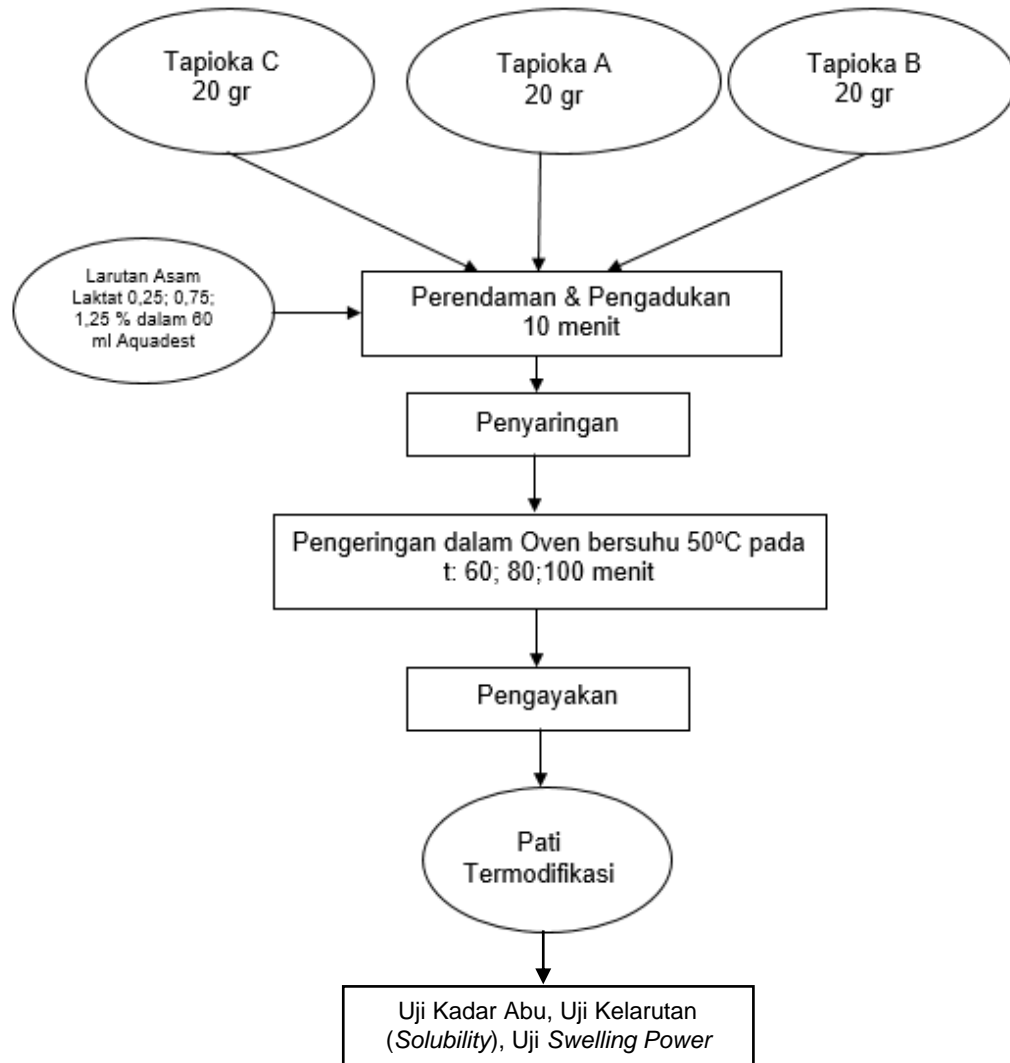 Tapioka C
20 gr
Tapioka A
20 gr
Tapioka B
20 gr
Larutan Asam
Laktat 0,25; 0,75;
1,25 % dalam 60
ml Aquadest
Perendaman & Pengadukan
10 menit
Penyaringan
Pengeringan dalam Oven bersuhu 50⁰C pada
t: 60; 80;100 menit
Pengayakan
Pati
Termodifikasi
Uji Kadar Abu, Uji Kelarutan
(Solubility), Uji Swelling Power